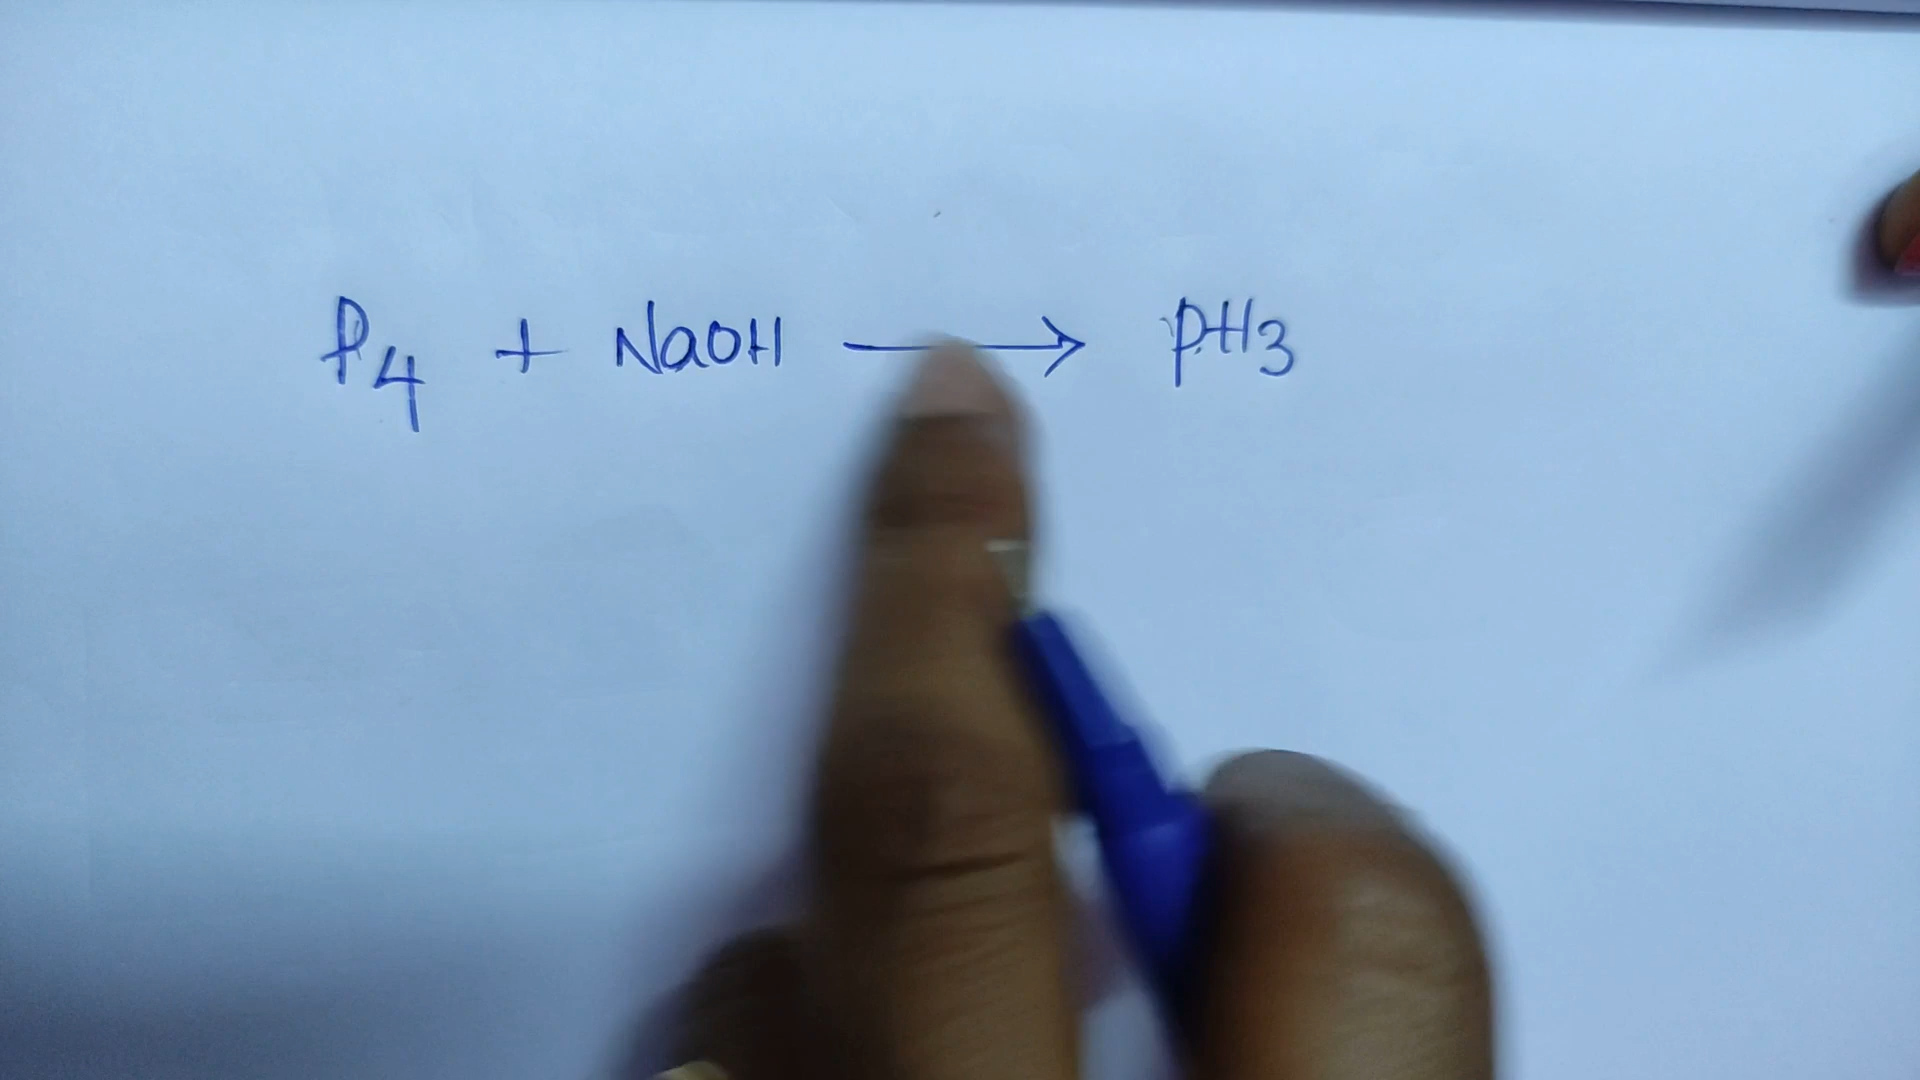 P4 + NaOH → PH3